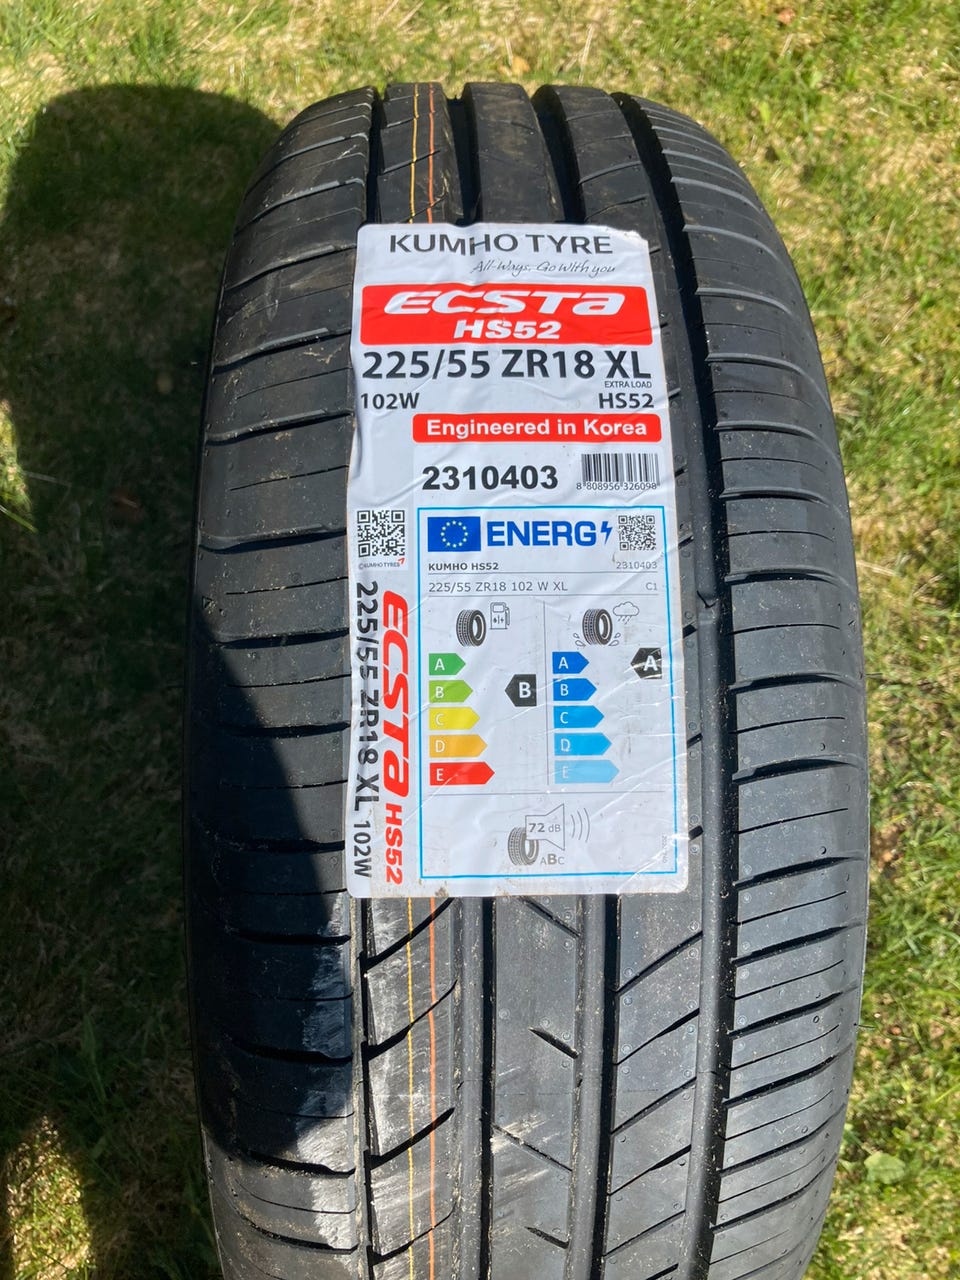 KUMHO TYRE
All-Ways, Go With you
ECSTA
HS52
225/55 ZR18 XL
EXTRA LOAD
102W HS52
Engineered in Korea
2310403
8 808956 326098
©KUMHO TYRES
ENERG
KUMHO HS52 2310403
225/55 ZR18 102 W XL C1
A A A
B B B
C C
D D
E E
72 dB
ABC
ECSTA HS52
225/55 ZR18 XL 102W